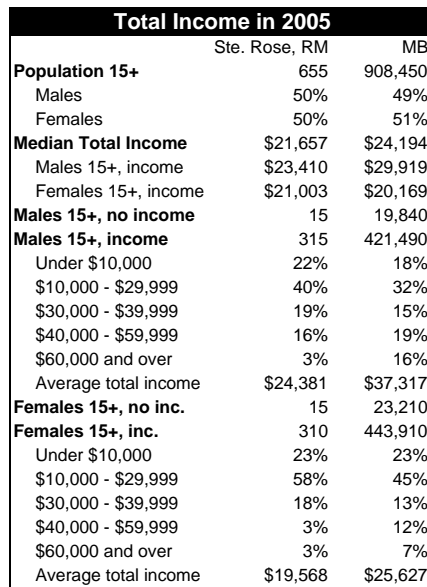 Total Income in 2005
Ste. Rose, RM MB
Population 15+ 655 908,450
Males 50% 49%
Females 50% 51%
Median Total Income $21,657 $24,194
Males 15+, income $23,410 $29,919
Females 15+, income $21,003 $20,169
Males 15+, no income 15 19,840
Males 15+, income 315 421,490
Under $10,000 22% 18%
$10,000 - $29,999 40% 32%
$30,000 - $39,999 19% 15%
$40,000 - $59,999 16% 19%
$60,000 and over 3% 16%
Average total income $24,381 $37,317
Females 15+, no inc. 15 23,210
Females 15+, inc. 310 443,910
Under $10,000 23% 23%
$10,000 - $29,999 58% 45%
$30,000 - $39,999 18% 13%
$40,000 - $59,999 3% 12%
$60,000 and over 3% 7%
Average total income $19,568 $25,627